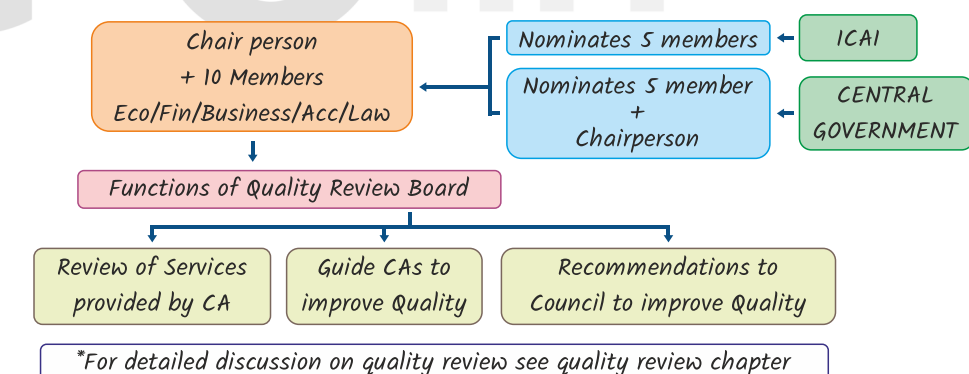 Chair person
+ 10 Members
Eco/Fin/Business/Acc/Law
Nominates 5 members
ICAI
Nominates 5 member
+
Chairperson
CENTRAL
GOVERNMENT
Functions of Quality Review Board
Review of Services
provided by CA
Guide CAs to
improve Quality
Recommendations to
Council to improve Quality
*For detailed discussion on quality review see quality review chapter